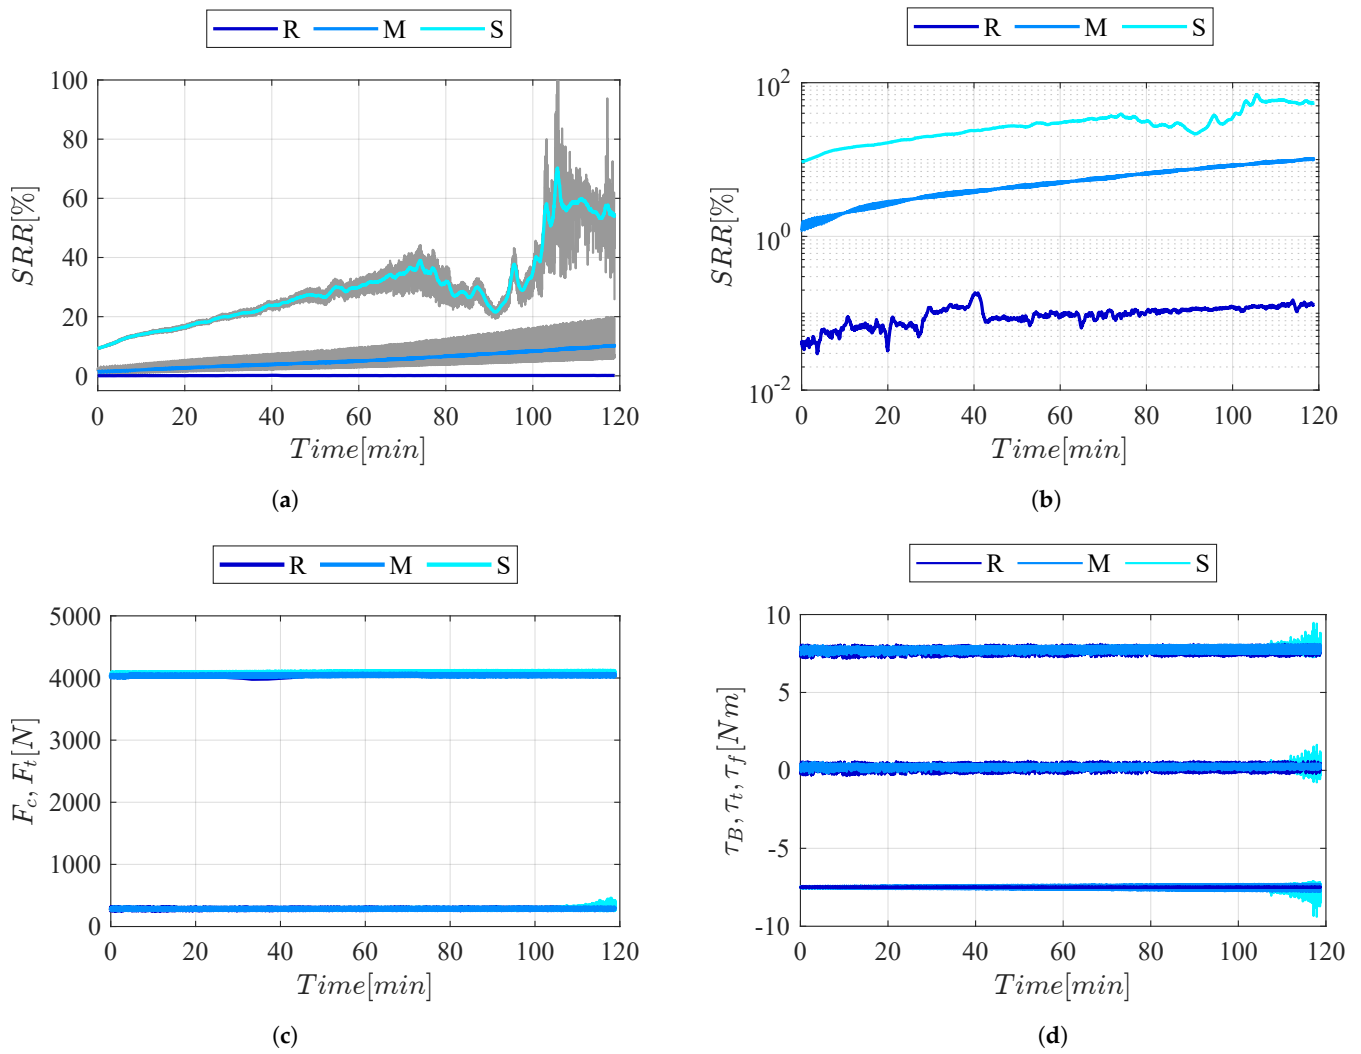 R M S
SRR[%]
100
80
60
40
20
0
0 20 40 60 80 100 120
Time[min]
(a)
R M S
SRR[%]
10^2
10^0
10^-2
0 20 40 60 80 100 120
Time[min]
(b)
R M S
F_c, F_t[N]
5000
4000
3000
2000
1000
0
0 20 40 60 80 100 120
Time[min]
(c)
R M S
τ_B, τ_t, τ_f[Nm]
10
5
0
-5
-10
0 20 40 60 80 100 120
Time[min]
(d)